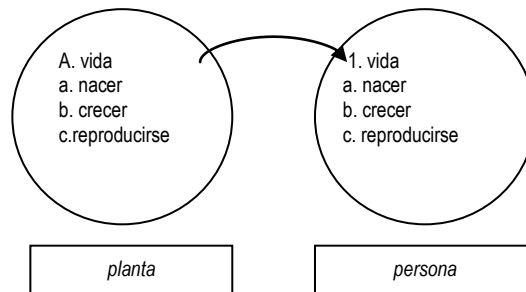 A. vida
a. nacer
b. crecer
c.reproducirse
1. vida
a. nacer
b. crecer
c. reproducirse
planta
persona